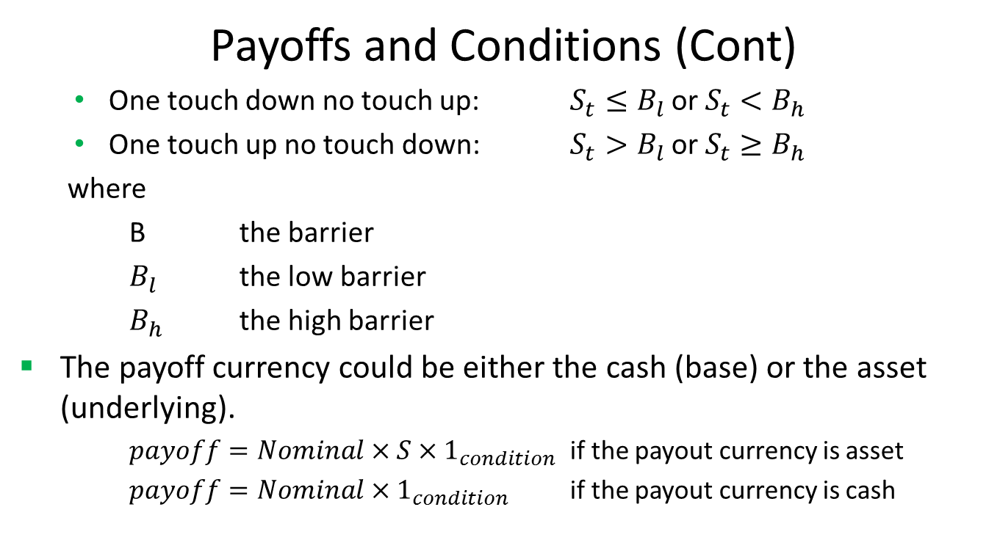 Payoffs and Conditions (Cont)
• One touch down no touch up: $S_t \leq B_l$ or $S_t < B_h$
• One touch up no touch down: $S_t > B_l$ or $S_t \geq B_h$
where
B the barrier
$B_l$ the low barrier
$B_h$ the high barrier
▪ The payoff currency could be either the cash (base) or the asset
(underlying).
$payoff = Nominal \times S \times 1_{condition}$ if the payout currency is asset
$payoff = Nominal \times 1_{condition}$ if the payout currency is cash